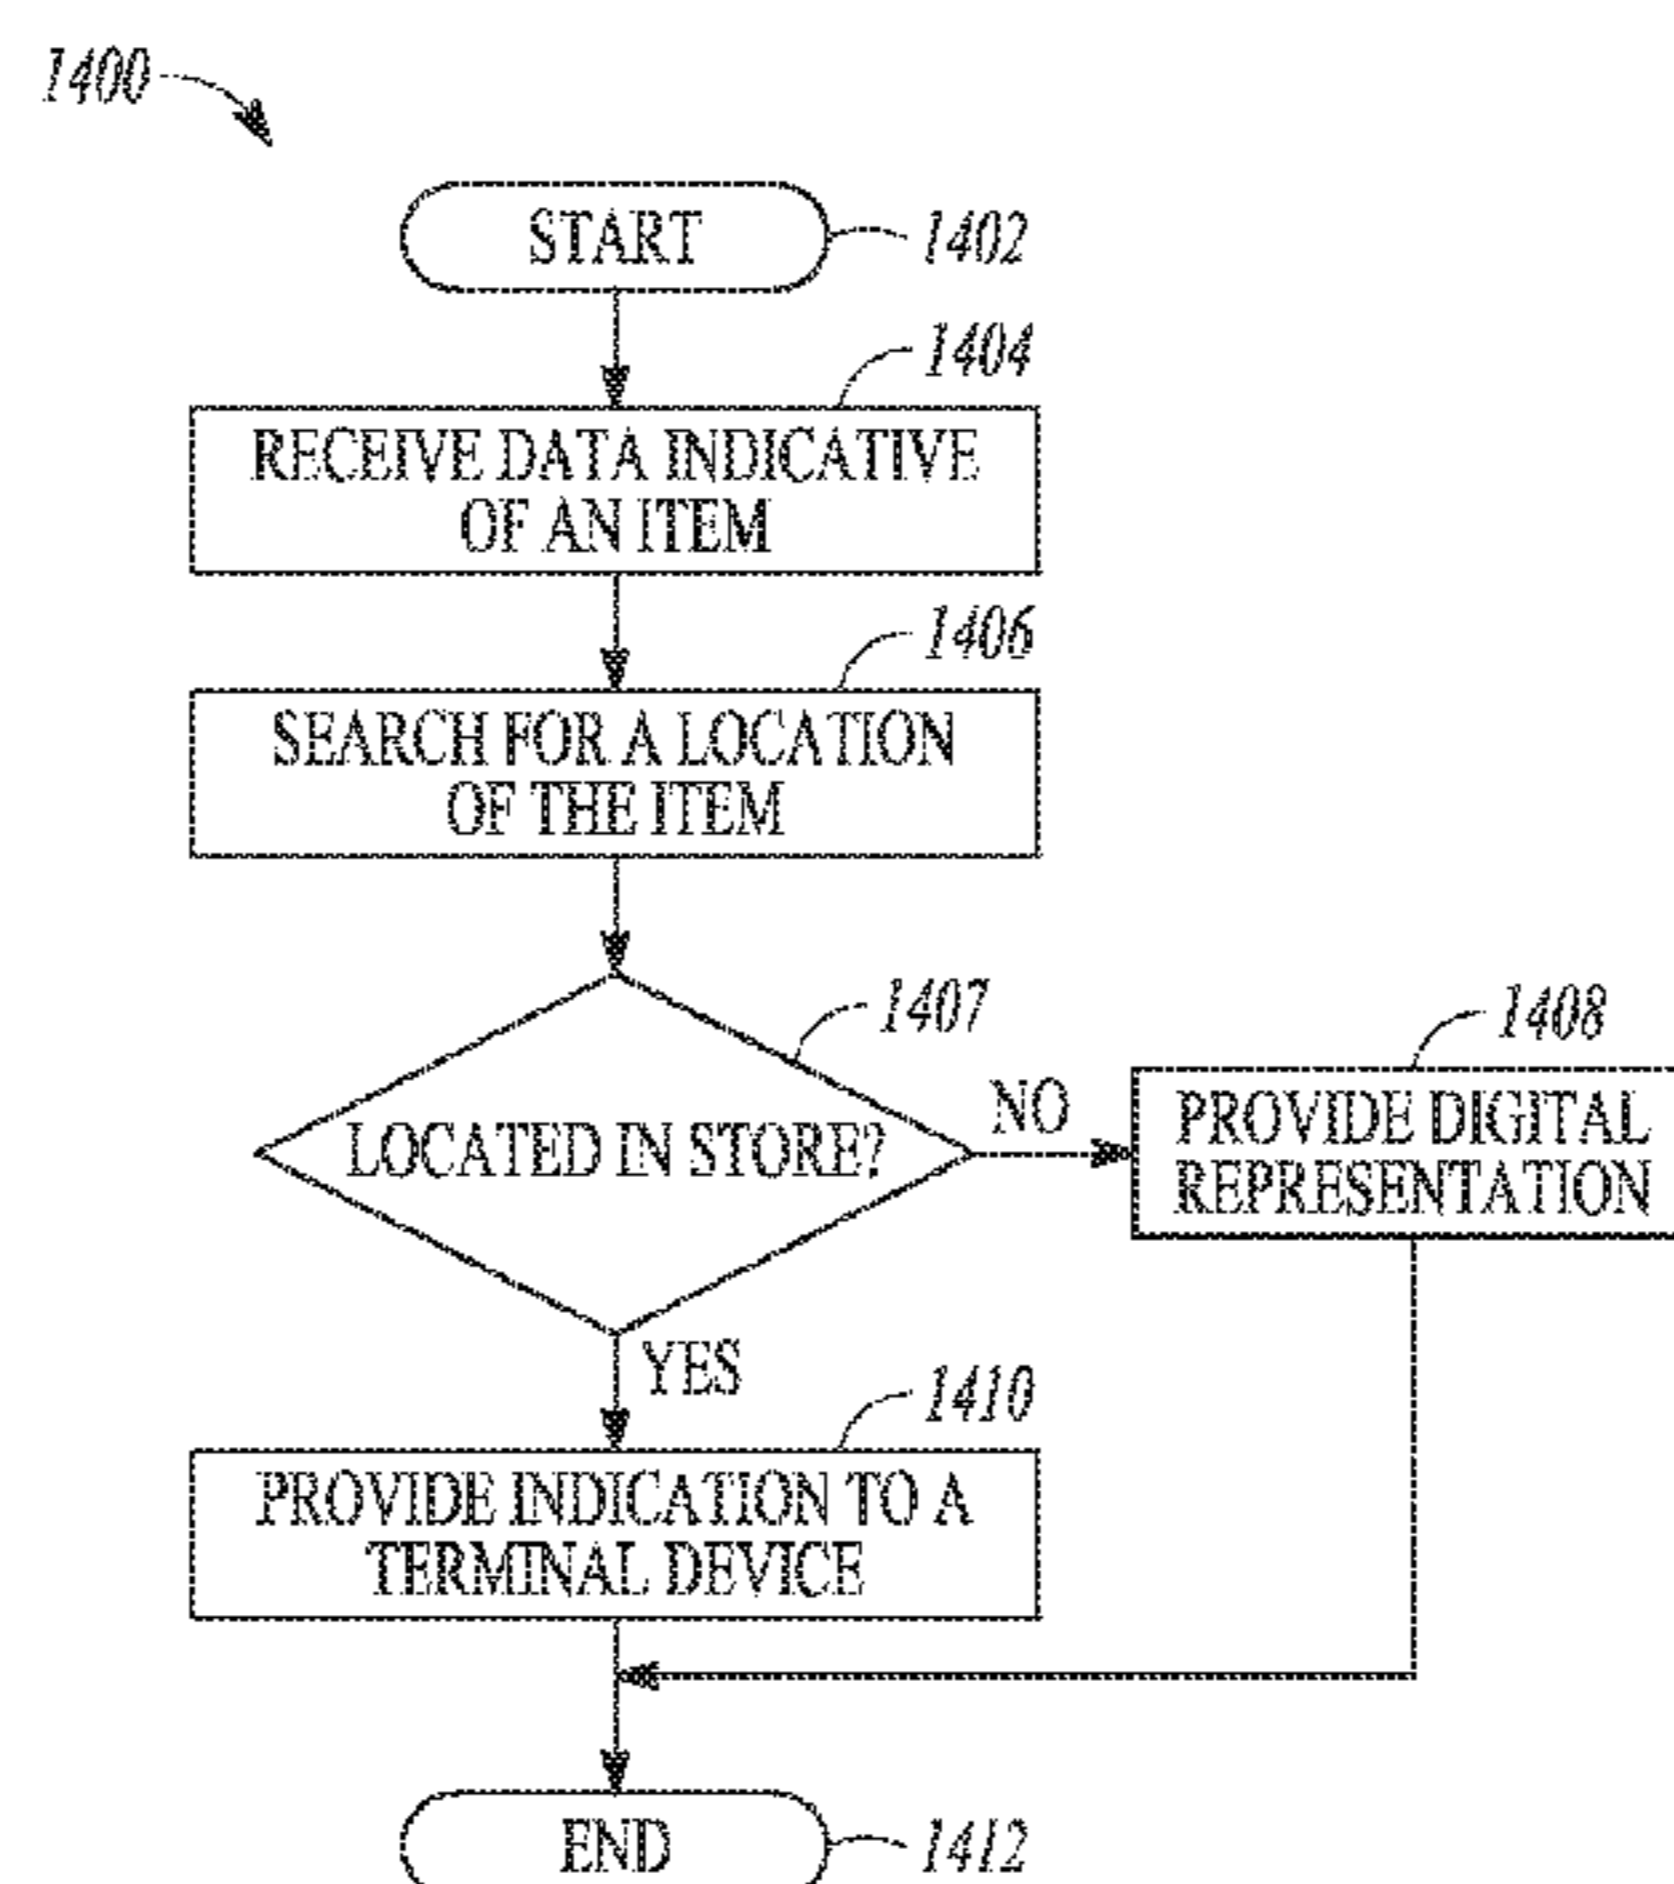 1400
START
1402
1404
RECEIVE DATA INDICATIVE
OF AN ITEM
1406
SEARCH FOR A LOCATION
OF THE ITEM
1407
LOCATED IN STORE?
NO
1408
PROVIDE DIGITAL
REPRESENTATION
YES
1410
PROVIDE INDICATION TO A
TERMINAL DEVICE
END
1412